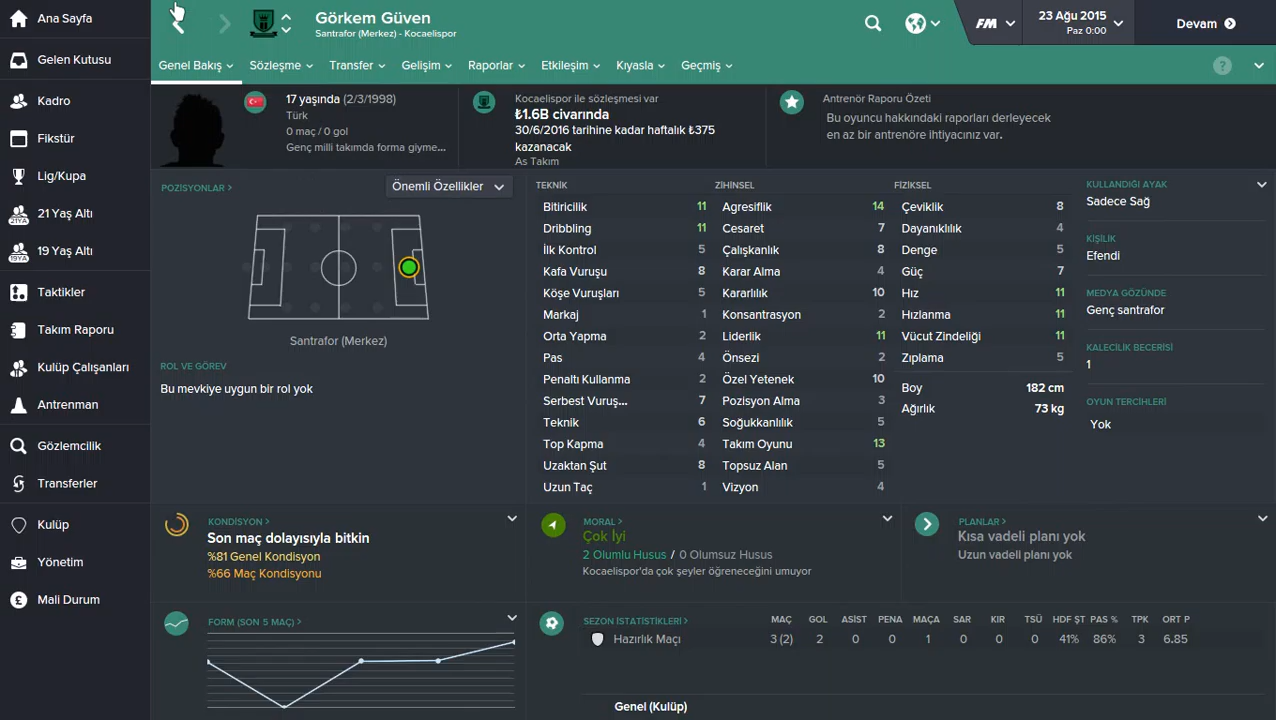 Ana Sayfa
Gelen Kutusu
Kadro
Fikstür
Lig/Kupa
21 Yaş Altı
21YA
19 Yaş Altı
19YA
Taktikler
Takım Raporu
Kulüp Çalışanları
Antrenman
Gözlemcilik
Transferler
Kulüp
Yönetim
£ Mali Durum
Görkem Güven
Santrafor (Merkez) - Kocaelispor
FM
23 Ağu 2015
Paz 0:00
Devam
Genel Bakış
Sözleşme
Transfer
Gelişim
Raporlar
Etkileşim
Kıyasla
Geçmiş
?
17 yaşında (2/3/1998)
Türk
0 maç / 0 gol
Genç milli takımda forma giyme...
Kocaelispor ile sözleşmesi var
₺1.6B civarında
30/6/2016 tarihine kadar haftalık ₺375
kazanacak
As Takım
Antrenör Raporu Özeti
Bu oyuncu hakkındaki raporları derleyecek
en az bir antrenöre ihtiyacınız var.
POZİSYONLAR >
Önemli Özellikler
Santrafor (Merkez)
ROL VE GÖREV
Bu mevkiye uygun bir rol yok
TEKNİK
Bitiricilik 11
Dribbling 11
İlk Kontrol 5
Kafa Vuruşu 8
Köşe Vuruşları 5
Markaj 1
Orta Yapma 2
Pas 4
Penaltı Kullanma 2
Serbest Vuruş... 7
Teknik 6
Top Kapma 4
Uzaktan Şut 8
Uzun Taç 1
ZİHİNSEL
Agresiflik 14
Cesaret 7
Çalışkanlık 8
Karar Alma 4
Kararlılık 10
Konsantrasyon 2
Liderlik 11
Önsezi 2
Özel Yetenek 10
Pozisyon Alma 3
Soğukkanlılık 5
Takım Oyunu 13
Topsuz Alan 5
Vizyon 4
FİZİKSEL
Çeviklik 8
Dayanıklılık 4
Denge 5
Güç 7
Hız 11
Hızlanma 11
Vücut Zindeliği 11
Zıplama 5
Boy 182 cm
Ağırlık 73 kg
KULLANDIĞI AYAK
Sadece Sağ
KİŞİLİK
Efendi
MEDYA GÖZÜNDE
Genç santrafor
KALECİLİK BECERİSİ
1
OYUN TERCİHLERİ
Yok
KONDİSYON >
Son maç dolayısıyla bitkin
%81 Genel Kondisyon
%66 Maç Kondisyonu
MORAL >
Çok İyi
2 Olumlu Husus / 0 Olumsuz Husus
Kocaelispor'da çok şeyler öğreneceğini umuyor
PLANLAR >
Kısa vadeli planı yok
Uzun vadeli planı yok
FORM (SON 5 MAÇ) >
SEZON İSTATİSTİKLERİ > MAÇ GOL ASİST PENA MAÇA SAR KIR TSÜ HDF ŞT PAS % TPK ORT P
Hazırlık Maçı 3 (2) 2 0 0 1 0 0 0 41% 86% 3 6.85
Genel (Kulüp)